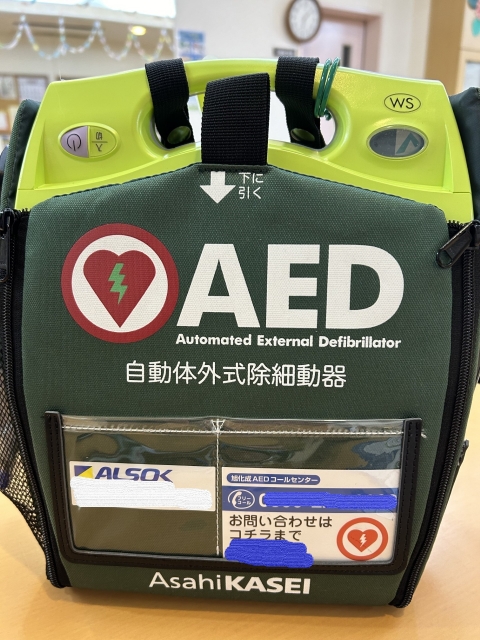 WS
切/入
下に
引く
AED
Automated External Defibrillator
自動体外式除細動器
ALSOK
旭化成AEDコールセンター
フリー
コール
お問い合わせは
コチラまで
AsahiKASEI